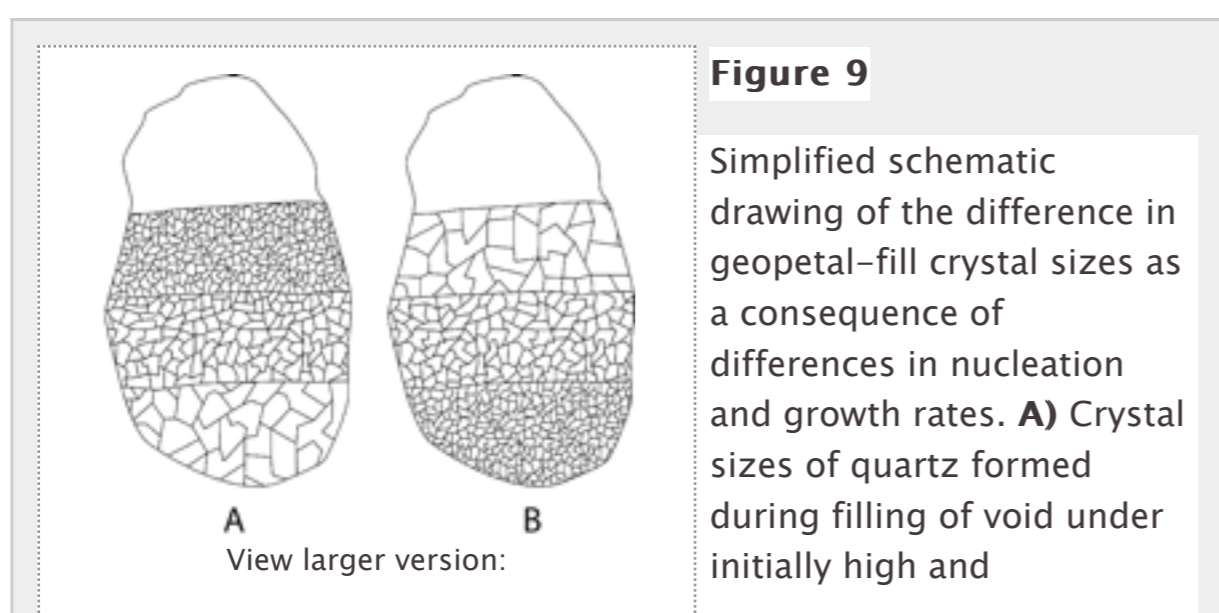 A
B
View larger version:
Figure 9
Simplified schematic
drawing of the difference in
geopetal-fill crystal sizes as
a consequence of
differences in nucleation
and growth rates. A) Crystal
sizes of quartz formed
during filling of void under
initially high and